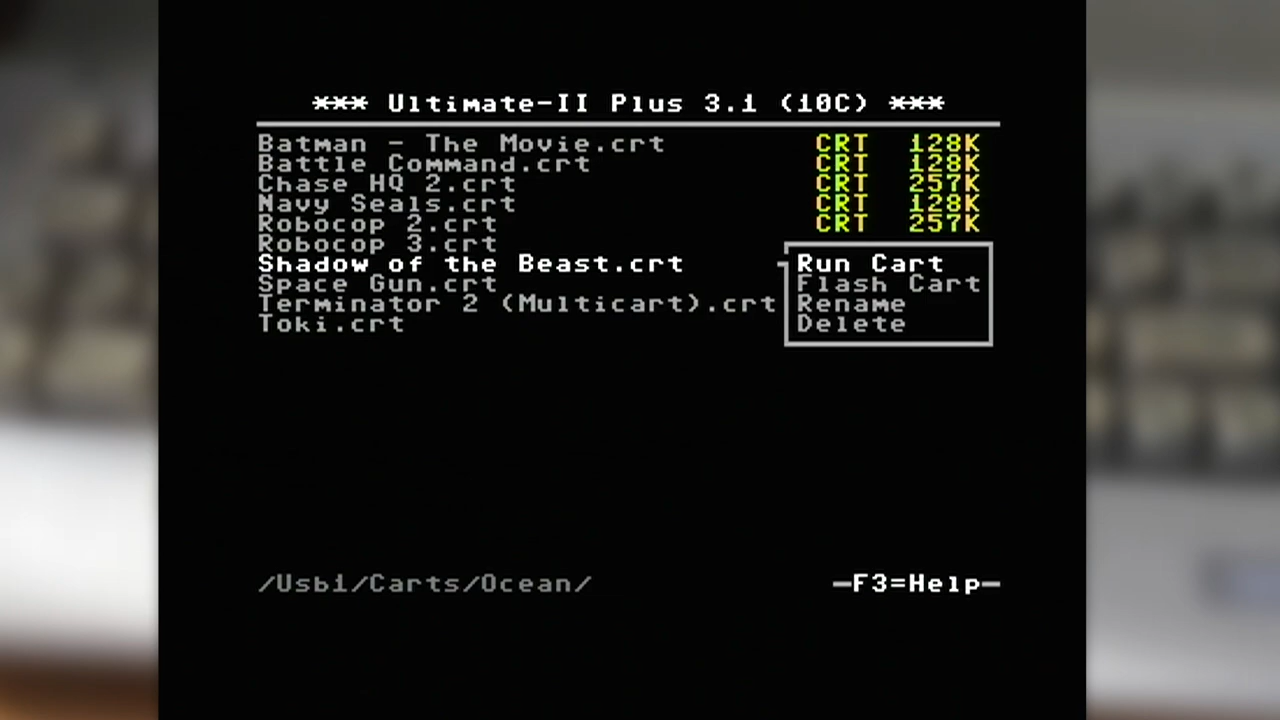 *** Ultimate-II Plus 3.1 (10C) ***
Batman - The Movie.crt CRT 128K
Battle Command.crt CRT 128K
Chase HQ 2.crt CRT 257K
Navy Seals.crt CRT 128K
Robocop 2.crt CRT 257K
Robocop 3.crt
Shadow of the Beast.crt Run Cart
Space Gun.crt Flash Cart
Terminator 2 (Multicart).crt Rename
Toki.crt Delete
/Usb1/Carts/Ocean/ —F3=Help—